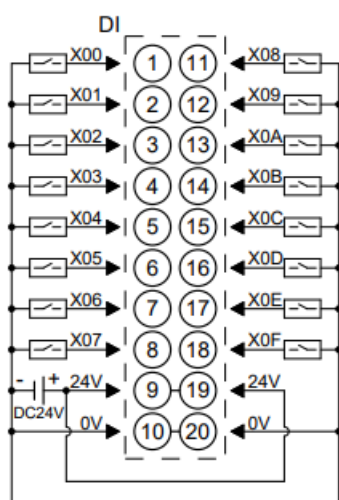 DI
X00 1 11 X08
X01 2 12 X09
X02 3 13 X0A
X03 4 14 X0B
X04 5 15 X0C
X05 6 16 X0D
X06 7 17 X0E
X07 8 18 X0F
- + 24V 9 19 24V
DC24V
0V 10 20 0V